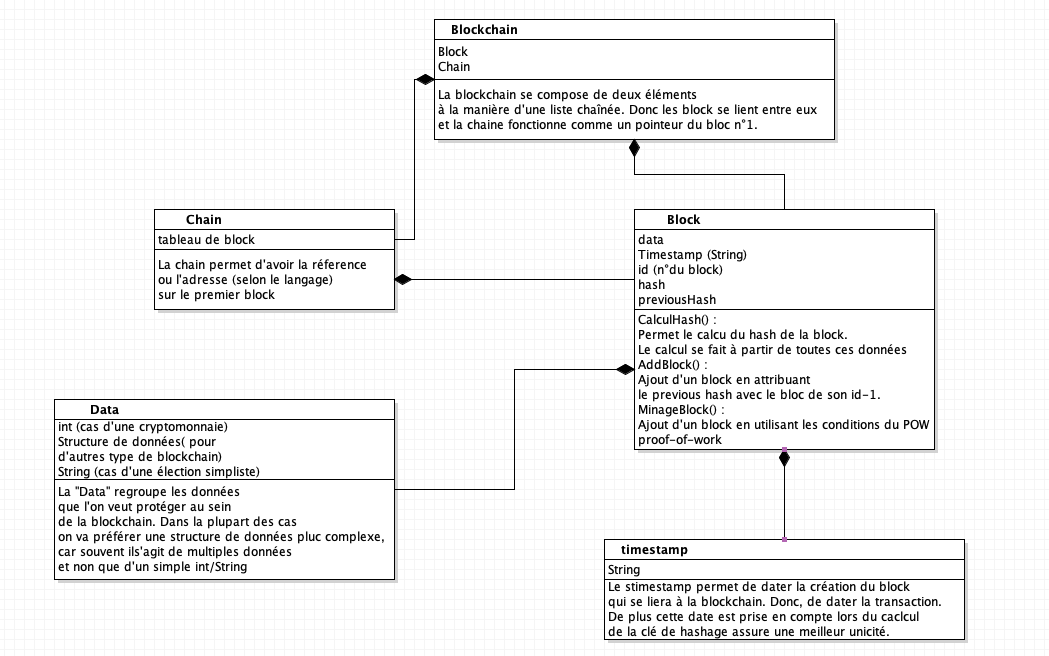 Blockchain
Block
Chain
La blockchain se compose de deux éléments
à la manière d'une liste chaînée. Donc les block se lient entre eux
et la chaine fonctionne comme un pointeur du bloc n°1.
Chain
tableau de block
La chain permet d'avoir la réference
ou l'adresse (selon le langage)
sur le premier block
Block
data
Timestamp (String)
id (n°du block)
hash
previousHash
CalculHash() :
Permet le calcu du hash de la block.
Le calcul se fait à partir de toutes ces données
AddBlock() :
Ajout d'un block en attribuant
le previous hash avec le bloc de son id-1.
MinageBlock() :
Ajout d'un block en utilisant les conditions du POW
proof-of-work
Data
int (cas d'une cryptomonnaie)
Structure de données( pour
d'autres type de blockchain)
String (cas d'une élection simpliste)
La "Data" regroupe les données
que l'on veut protéger au sein
de la blockchain. Dans la plupart des cas
on va préférer une structure de données pluc complexe,
car souvent ils'agit de multiples données
et non que d'un simple int/String
timestamp
String
Le stimestamp permet de dater la création du block
qui se liera à la blockchain. Donc, de dater la transaction.
De plus cette date est prise en compte lors du caclcul
de la clé de hashage assure une meilleur unicité.